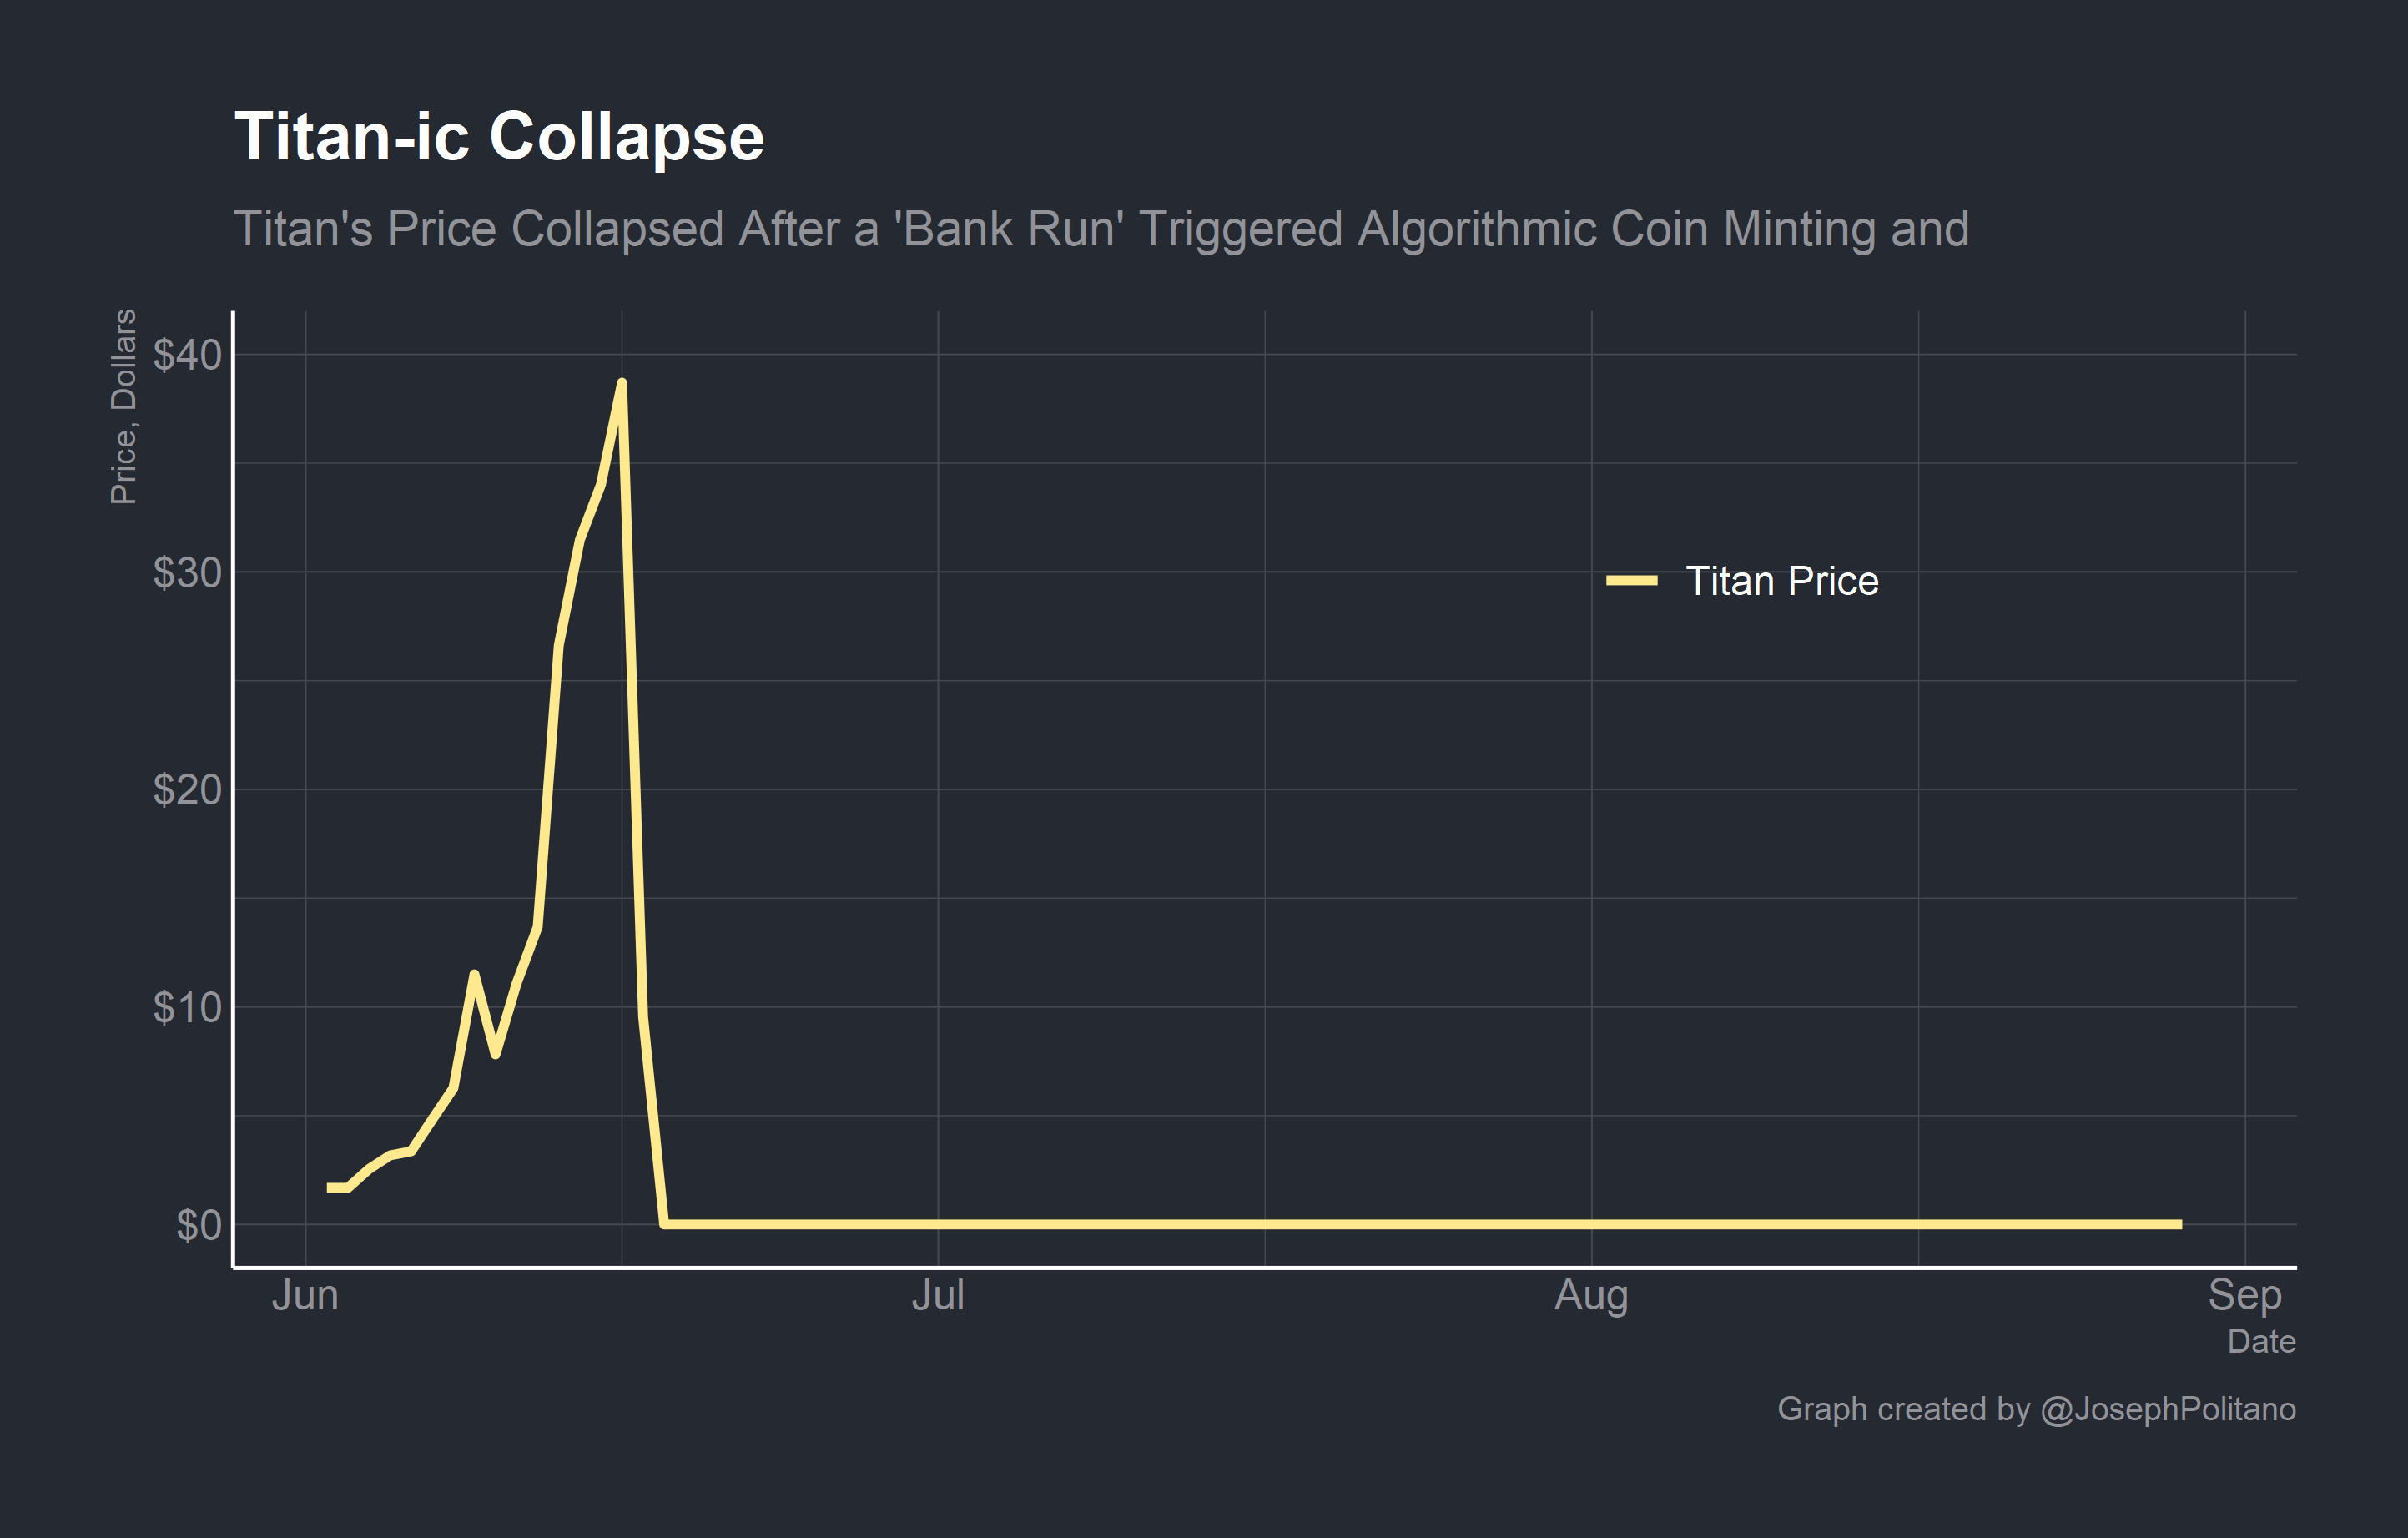 Titan-ic Collapse
Titan's Price Collapsed After a 'Bank Run' Triggered Algorithmic Coin Minting and
Price, Dollars
$40
$30
$20
$10
$0
Titan Price
Jun
Jul
Aug
Sep
Date
Graph created by @JosephPolitano